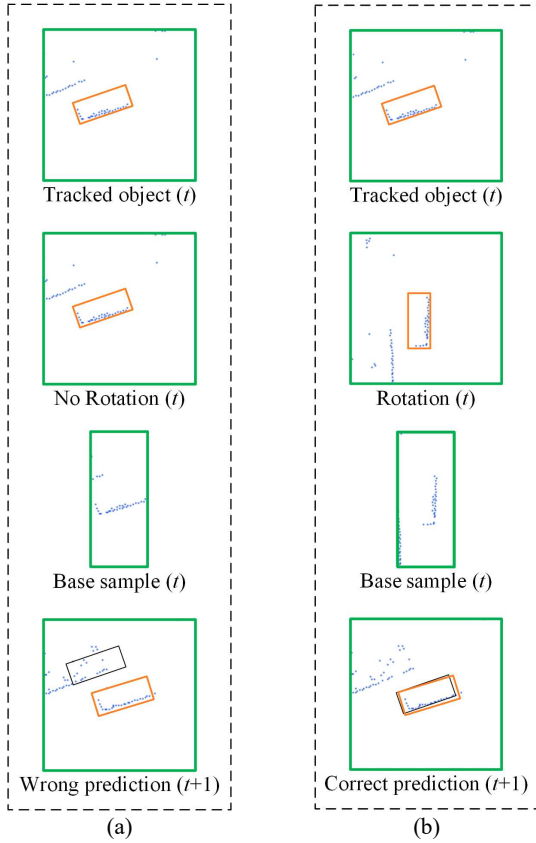 Tracked object (t)
No Rotation (t)
Base sample (t)
Wrong prediction (t+1)
(a)
Tracked object (t)
Rotation (t)
Base sample (t)
Correct prediction (t+1)
(b)